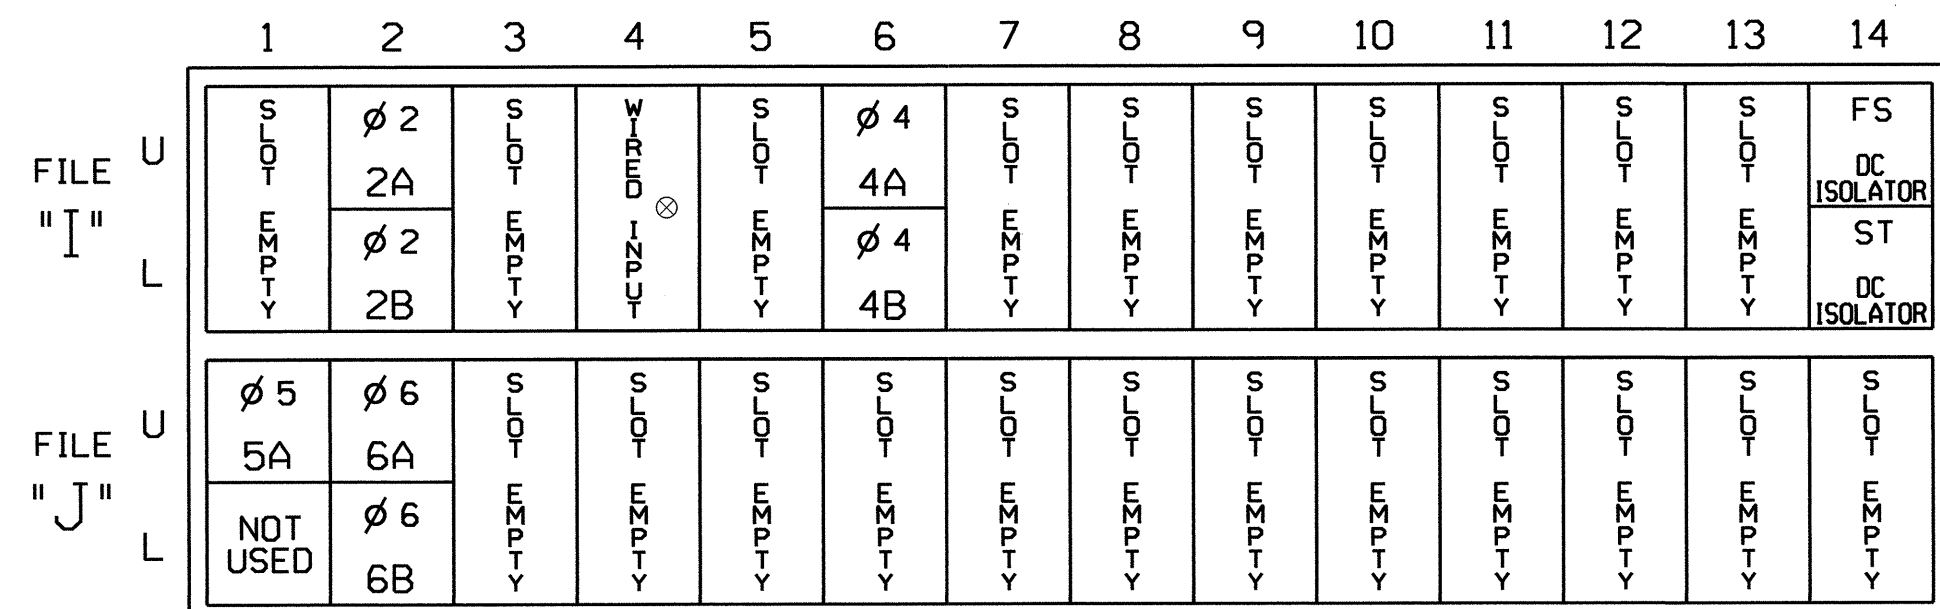 1 2 3 4 5 6 7 8 9 10 11 12 13 14
FILE "I"
U
L
SLOT EMPTY
Ø 2
2A
Ø 2
2B
SLOT EMPTY
WIRED INPUT
SLOT EMPTY
Ø 4
4A
Ø 4
4B
SLOT EMPTY
SLOT EMPTY
SLOT EMPTY
SLOT EMPTY
SLOT EMPTY
SLOT EMPTY
SLOT EMPTY
FS
DC
ISOLATOR
ST
DC
ISOLATOR
FILE "J"
U
L
Ø 5
5A
NOT
USED
Ø 6
6A
Ø 6
6B
SLOT EMPTY
SLOT EMPTY
SLOT EMPTY
SLOT EMPTY
SLOT EMPTY
SLOT EMPTY
SLOT EMPTY
SLOT EMPTY
SLOT EMPTY
SLOT EMPTY
SLOT EMPTY
SLOT EMPTY